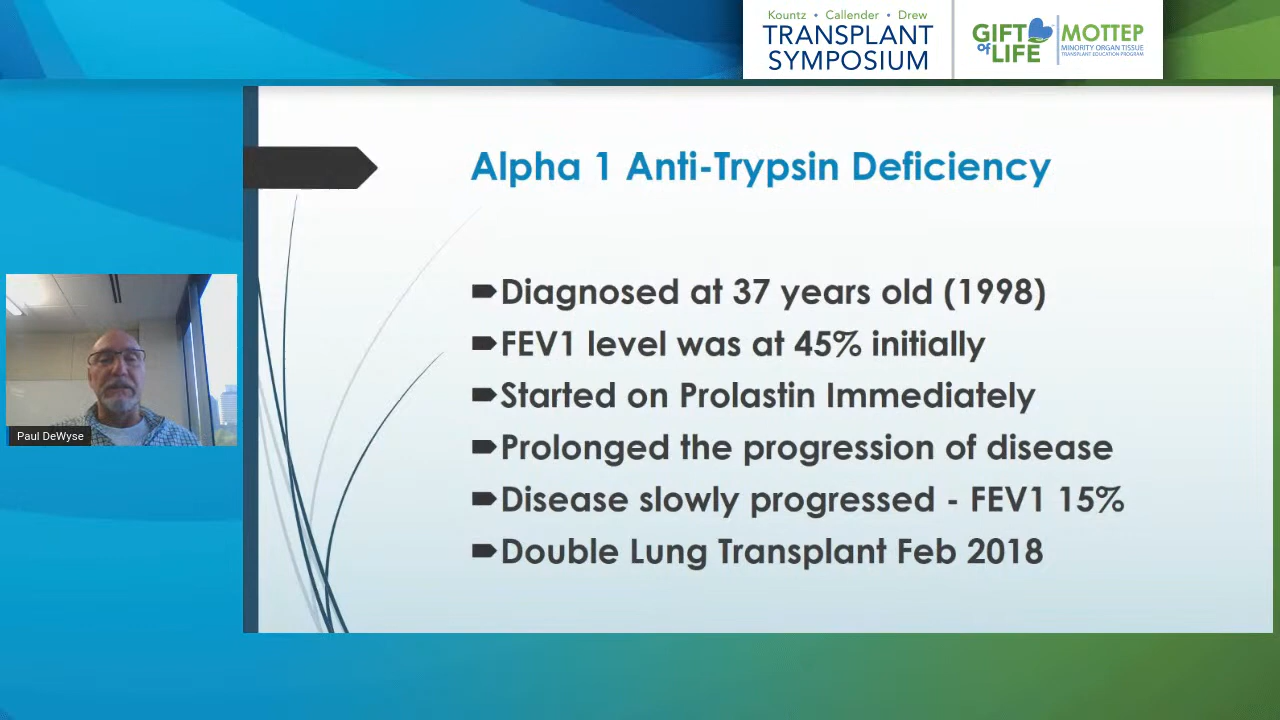 Kountz • Callender • Drew
TRANSPLANT
SYMPOSIUM
GIFT
of LIFE
MOTTEP
MINORITY ORGAN TISSUE
TRANSPLANT EDUCATION PROGRAM
Alpha 1 Anti-Trypsin Deficiency
Diagnosed at 37 years old (1998)
FEV1 level was at 45% initially
Started on Prolastin Immediately
Prolonged the progression of disease
Disease slowly progressed - FEV1 15%
Double Lung Transplant Feb 2018
Paul DeWyse